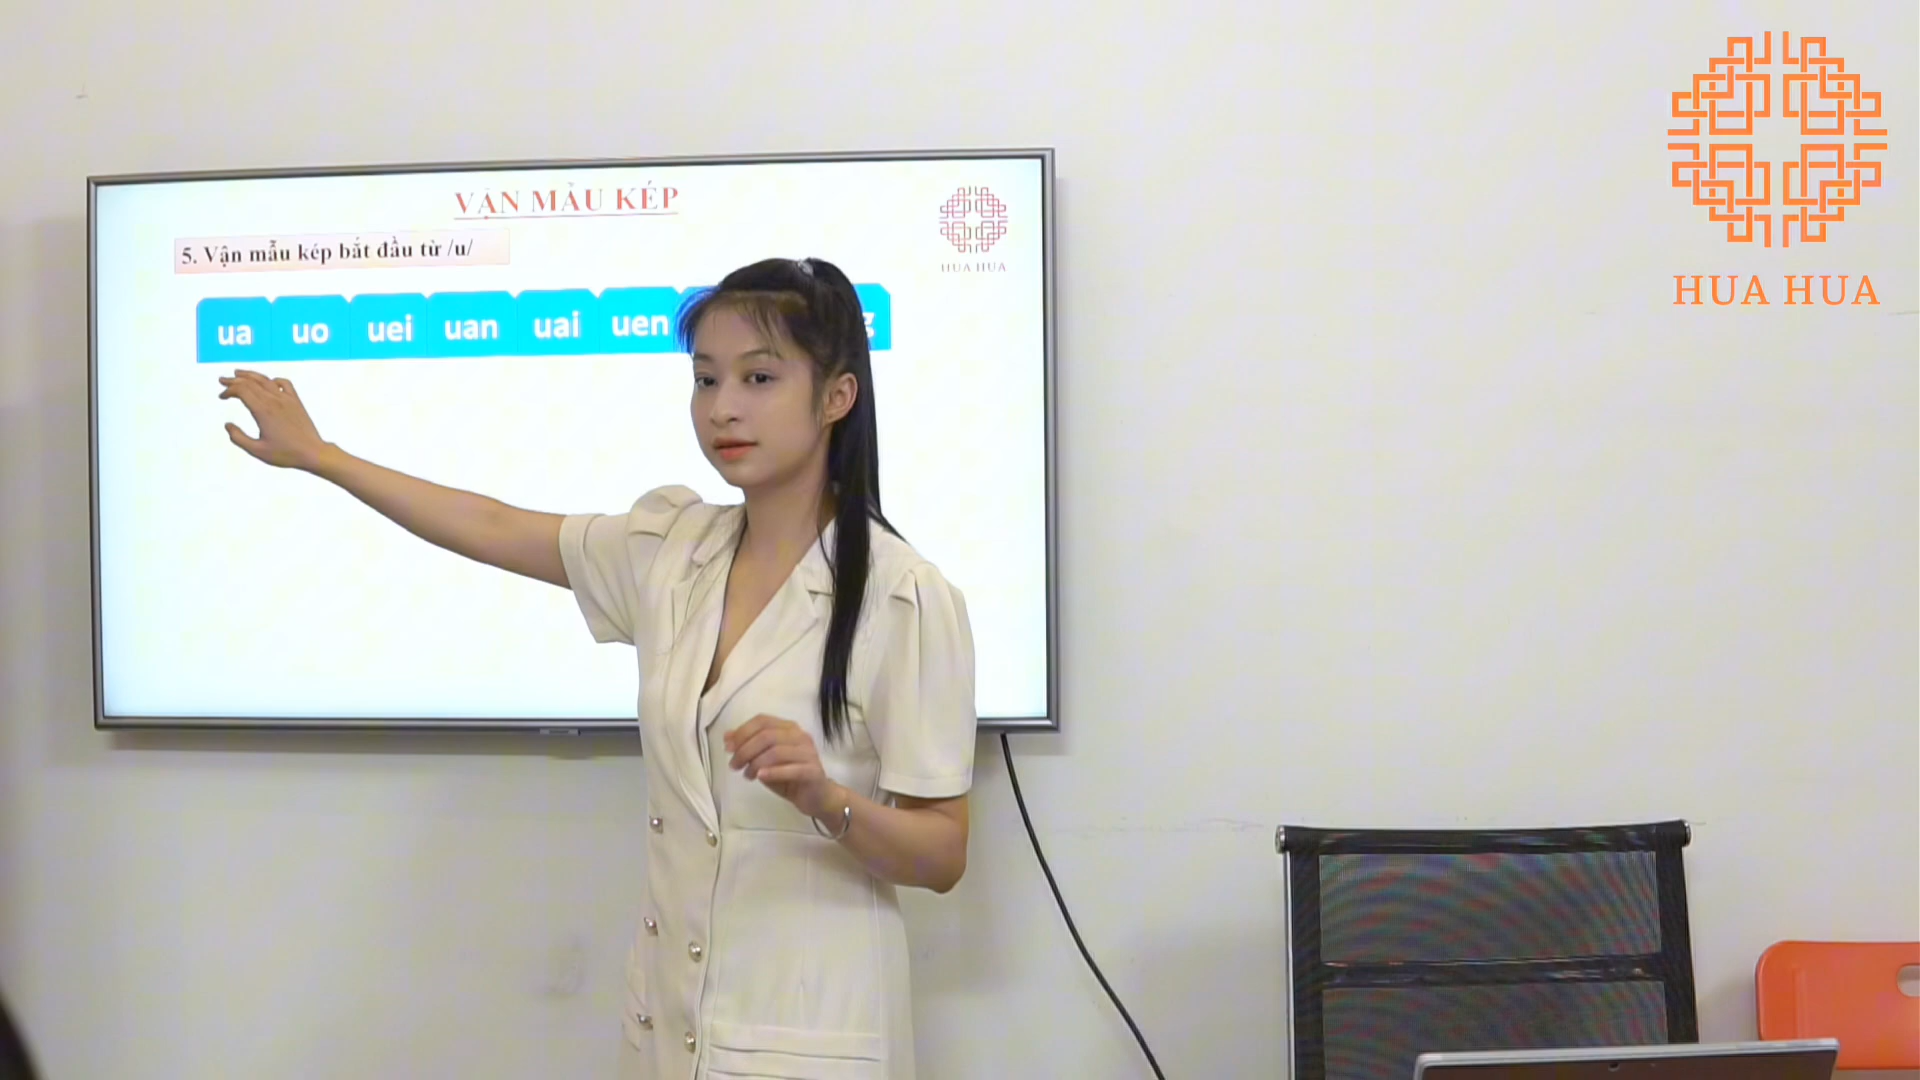 VẬN MẪU KÉP
5. Vận mẫu kép bắt đầu từ /u/
ua uo uei uan uai uen
HUA HUA
HUA HUA